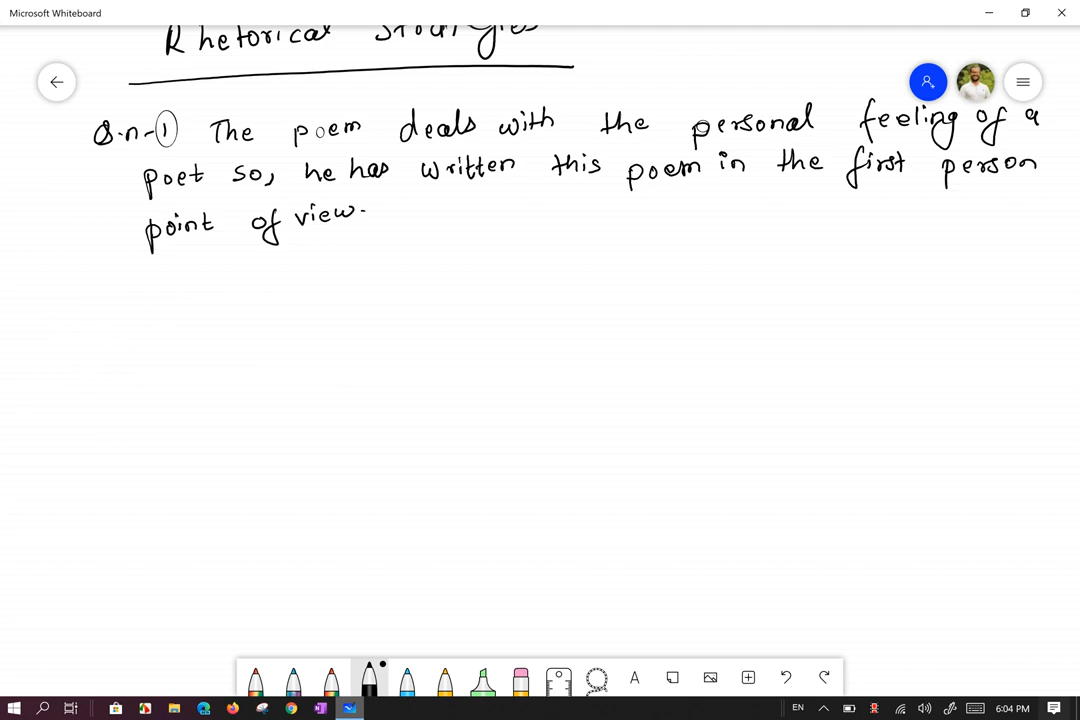 Microsoft Whiteboard
Rhetorical Strategies
Q.n-① The poem deals with the personal feeling of a
poet so, he has written this poem in the first person
point of view.
A
EN
6:04 PM